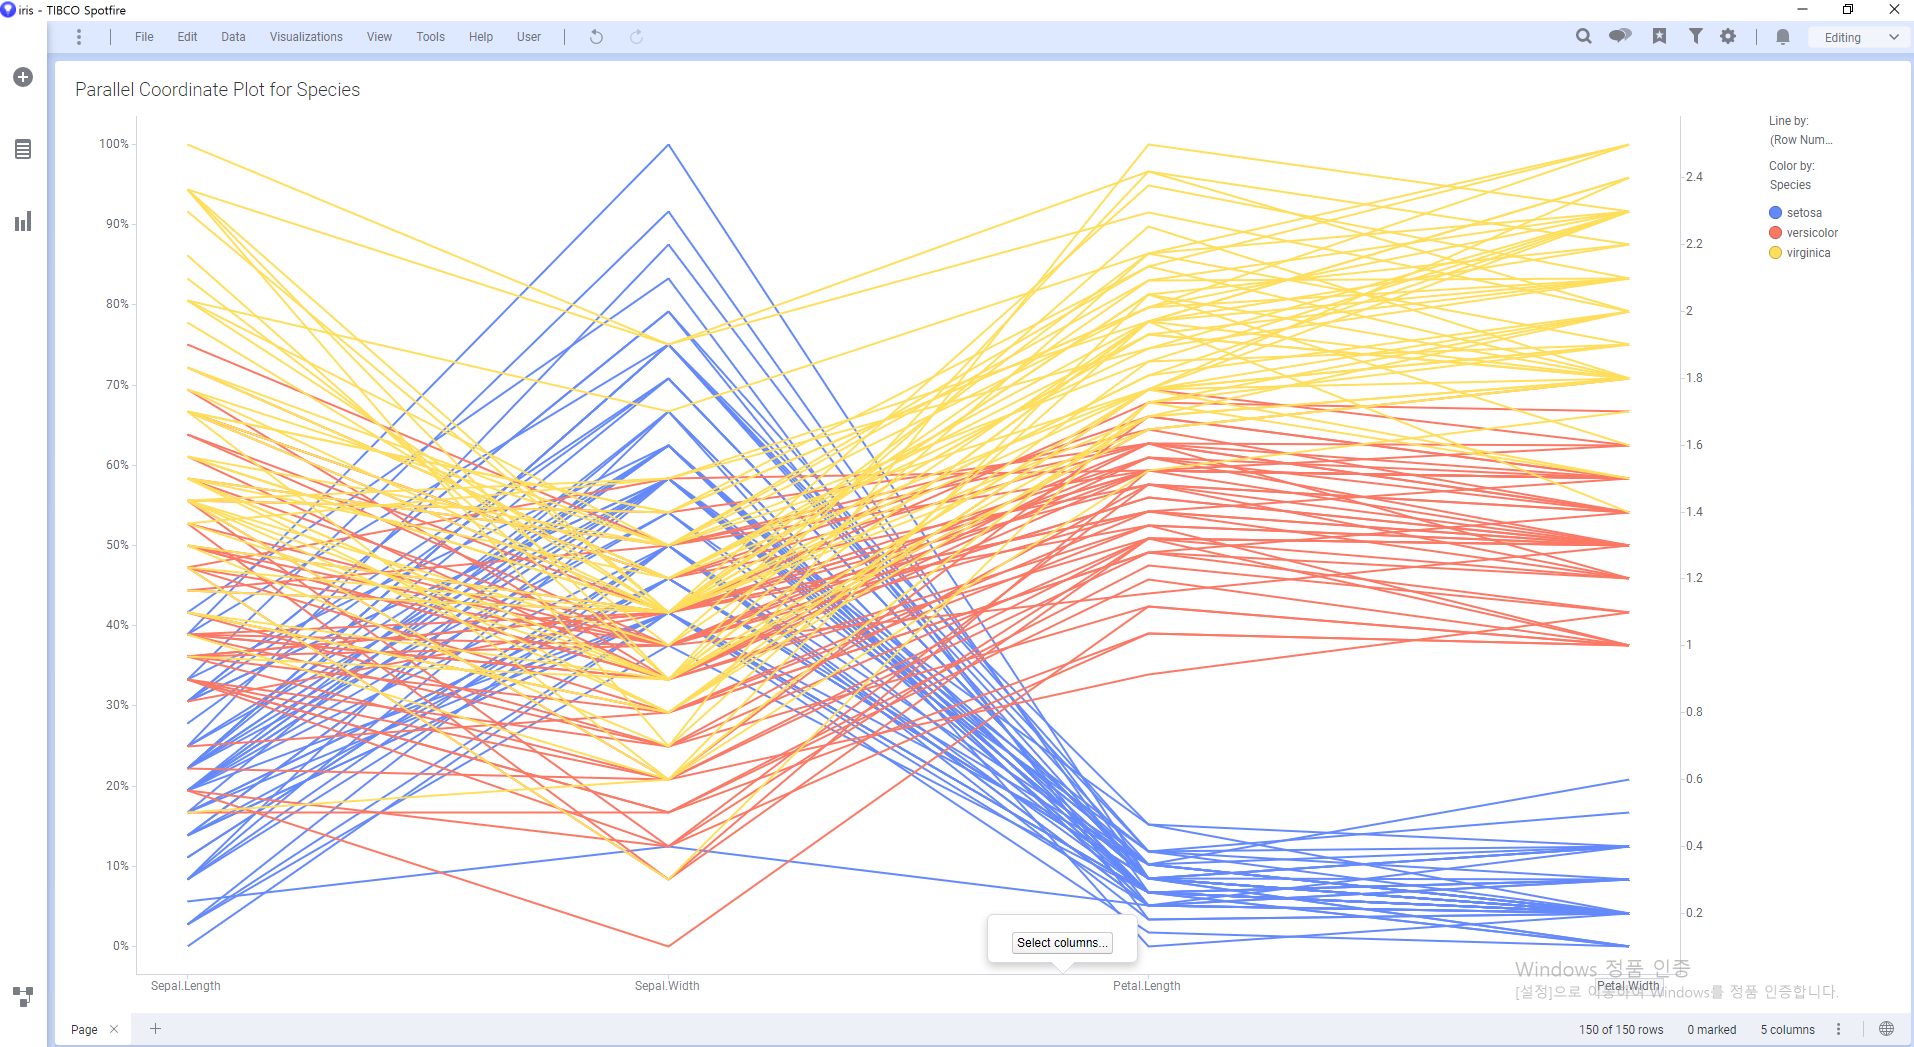 iris - TIBCO Spotfire
File Edit Data Visualizations View Tools Help User Editing
Parallel Coordinate Plot for Species
100%
90%
80%
70%
60%
50%
40%
30%
20%
10%
0%
2.4
2.2
2
1.8
1.6
1.4
1.2
1
0.8
0.6
0.4
0.2
Line by:
(Row Num...
Color by:
Species
setosa
versicolor
virginica
Select columns...
Sepal.Length Sepal.Width Petal.Length Petal.Width
Windows 정품 인증
[설정]으로 이동하여 Windows를 정품 인증합니다.
Page 150 of 150 rows 0 marked 5 columns